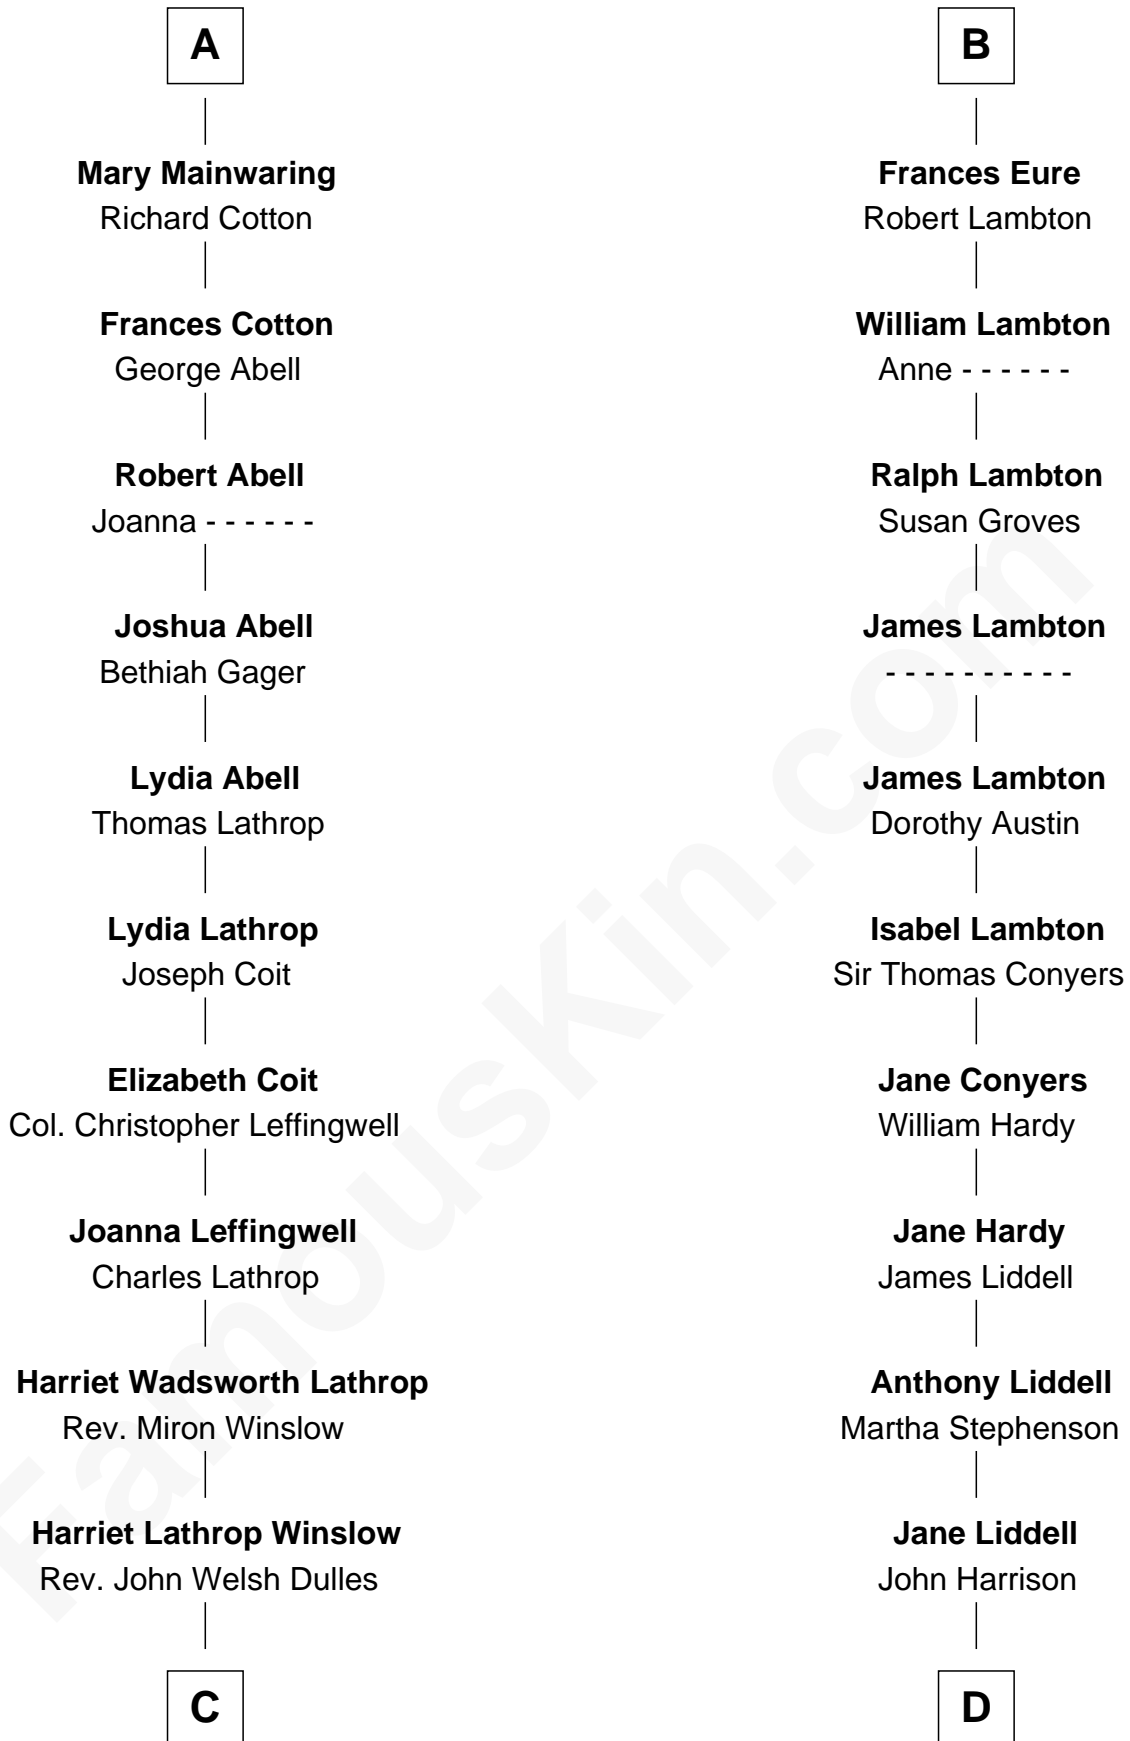 A
Mary Mainwaring
Richard Cotton
Frances Cotton
George Abell
Robert Abell
Joanna - - - - - -
Joshua Abell
Bethiah Gager
Lydia Abell
Thomas Lathrop
Lydia Lathrop
Joseph Coit
Elizabeth Coit
Col. Christopher Leffingwell
Joanna Leffingwell
Charles Lathrop
Harriet Wadsworth Lathrop
Rev. Miron Winslow
Harriet Lathrop Winslow
Rev. John Welsh Dulles
C
B
Frances Eure
Robert Lambton
William Lambton
Anne - - - - - -
Ralph Lambton
Susan Groves
James Lambton
- - - - - - - - - -
James Lambton
Dorothy Austin
Isabel Lambton
Sir Thomas Conyers
Jane Conyers
William Hardy
Jane Hardy
James Liddell
Anthony Liddell
Martha Stephenson
Jane Liddell
John Harrison
D
FamousKin.com